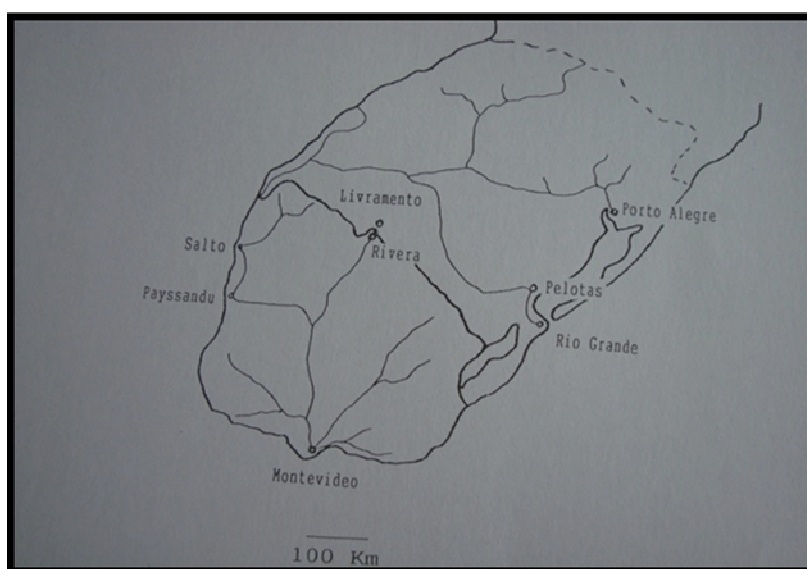 Livramento
Porto Alegre
Salto
Rivera
Payssandu
Pelotas
Rio Grande
Montevideo
100 Km